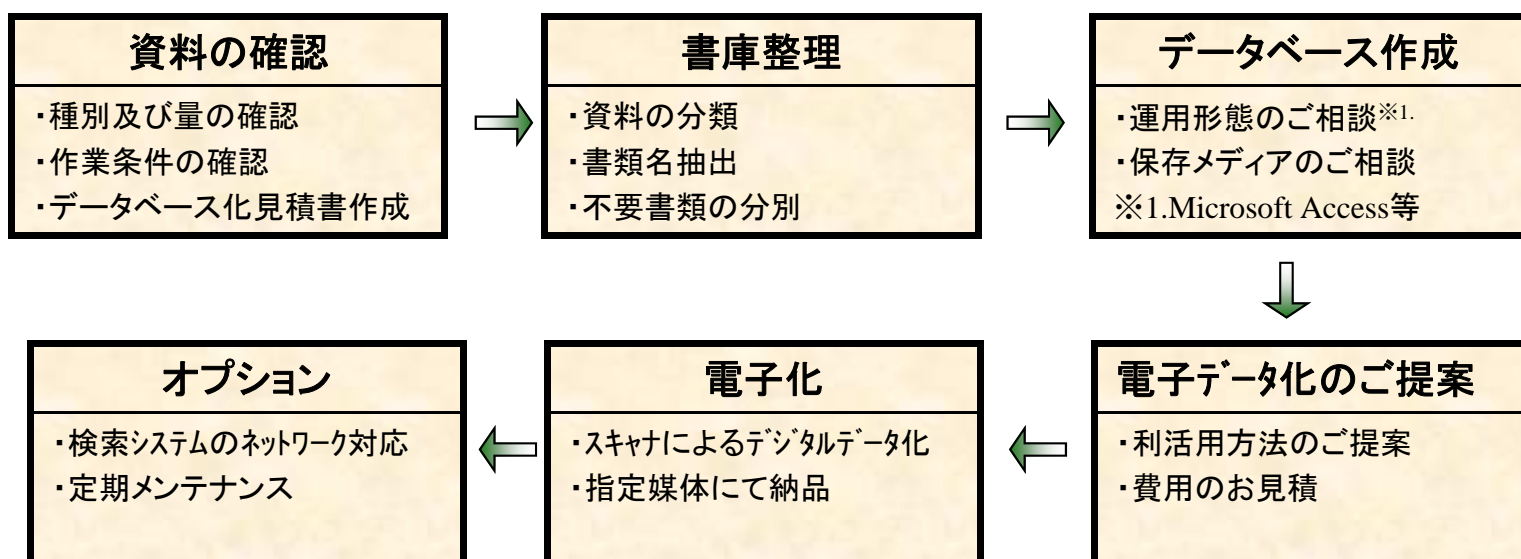 資料の確認
・種別及び量の確認
・作業条件の確認
・データベース化見積書作成
書庫整理
・資料の分類
・書類名抽出
・不要書類の分別
データベース作成
・運用形態のご相談※1.
・保存メディアのご相談
※1.Microsoft Access等
電子ﾃﾞｰﾀ化のご提案
・利活用方法のご提案
・費用のお見積
電子化
・ｽｷｬﾅによるﾃﾞｼﾞﾀﾙﾃﾞｰﾀ化
・指定媒体にて納品
オプション
・検索ｼｽﾃﾑのﾈｯﾄﾜｰｸ対応
・定期メンテナンス